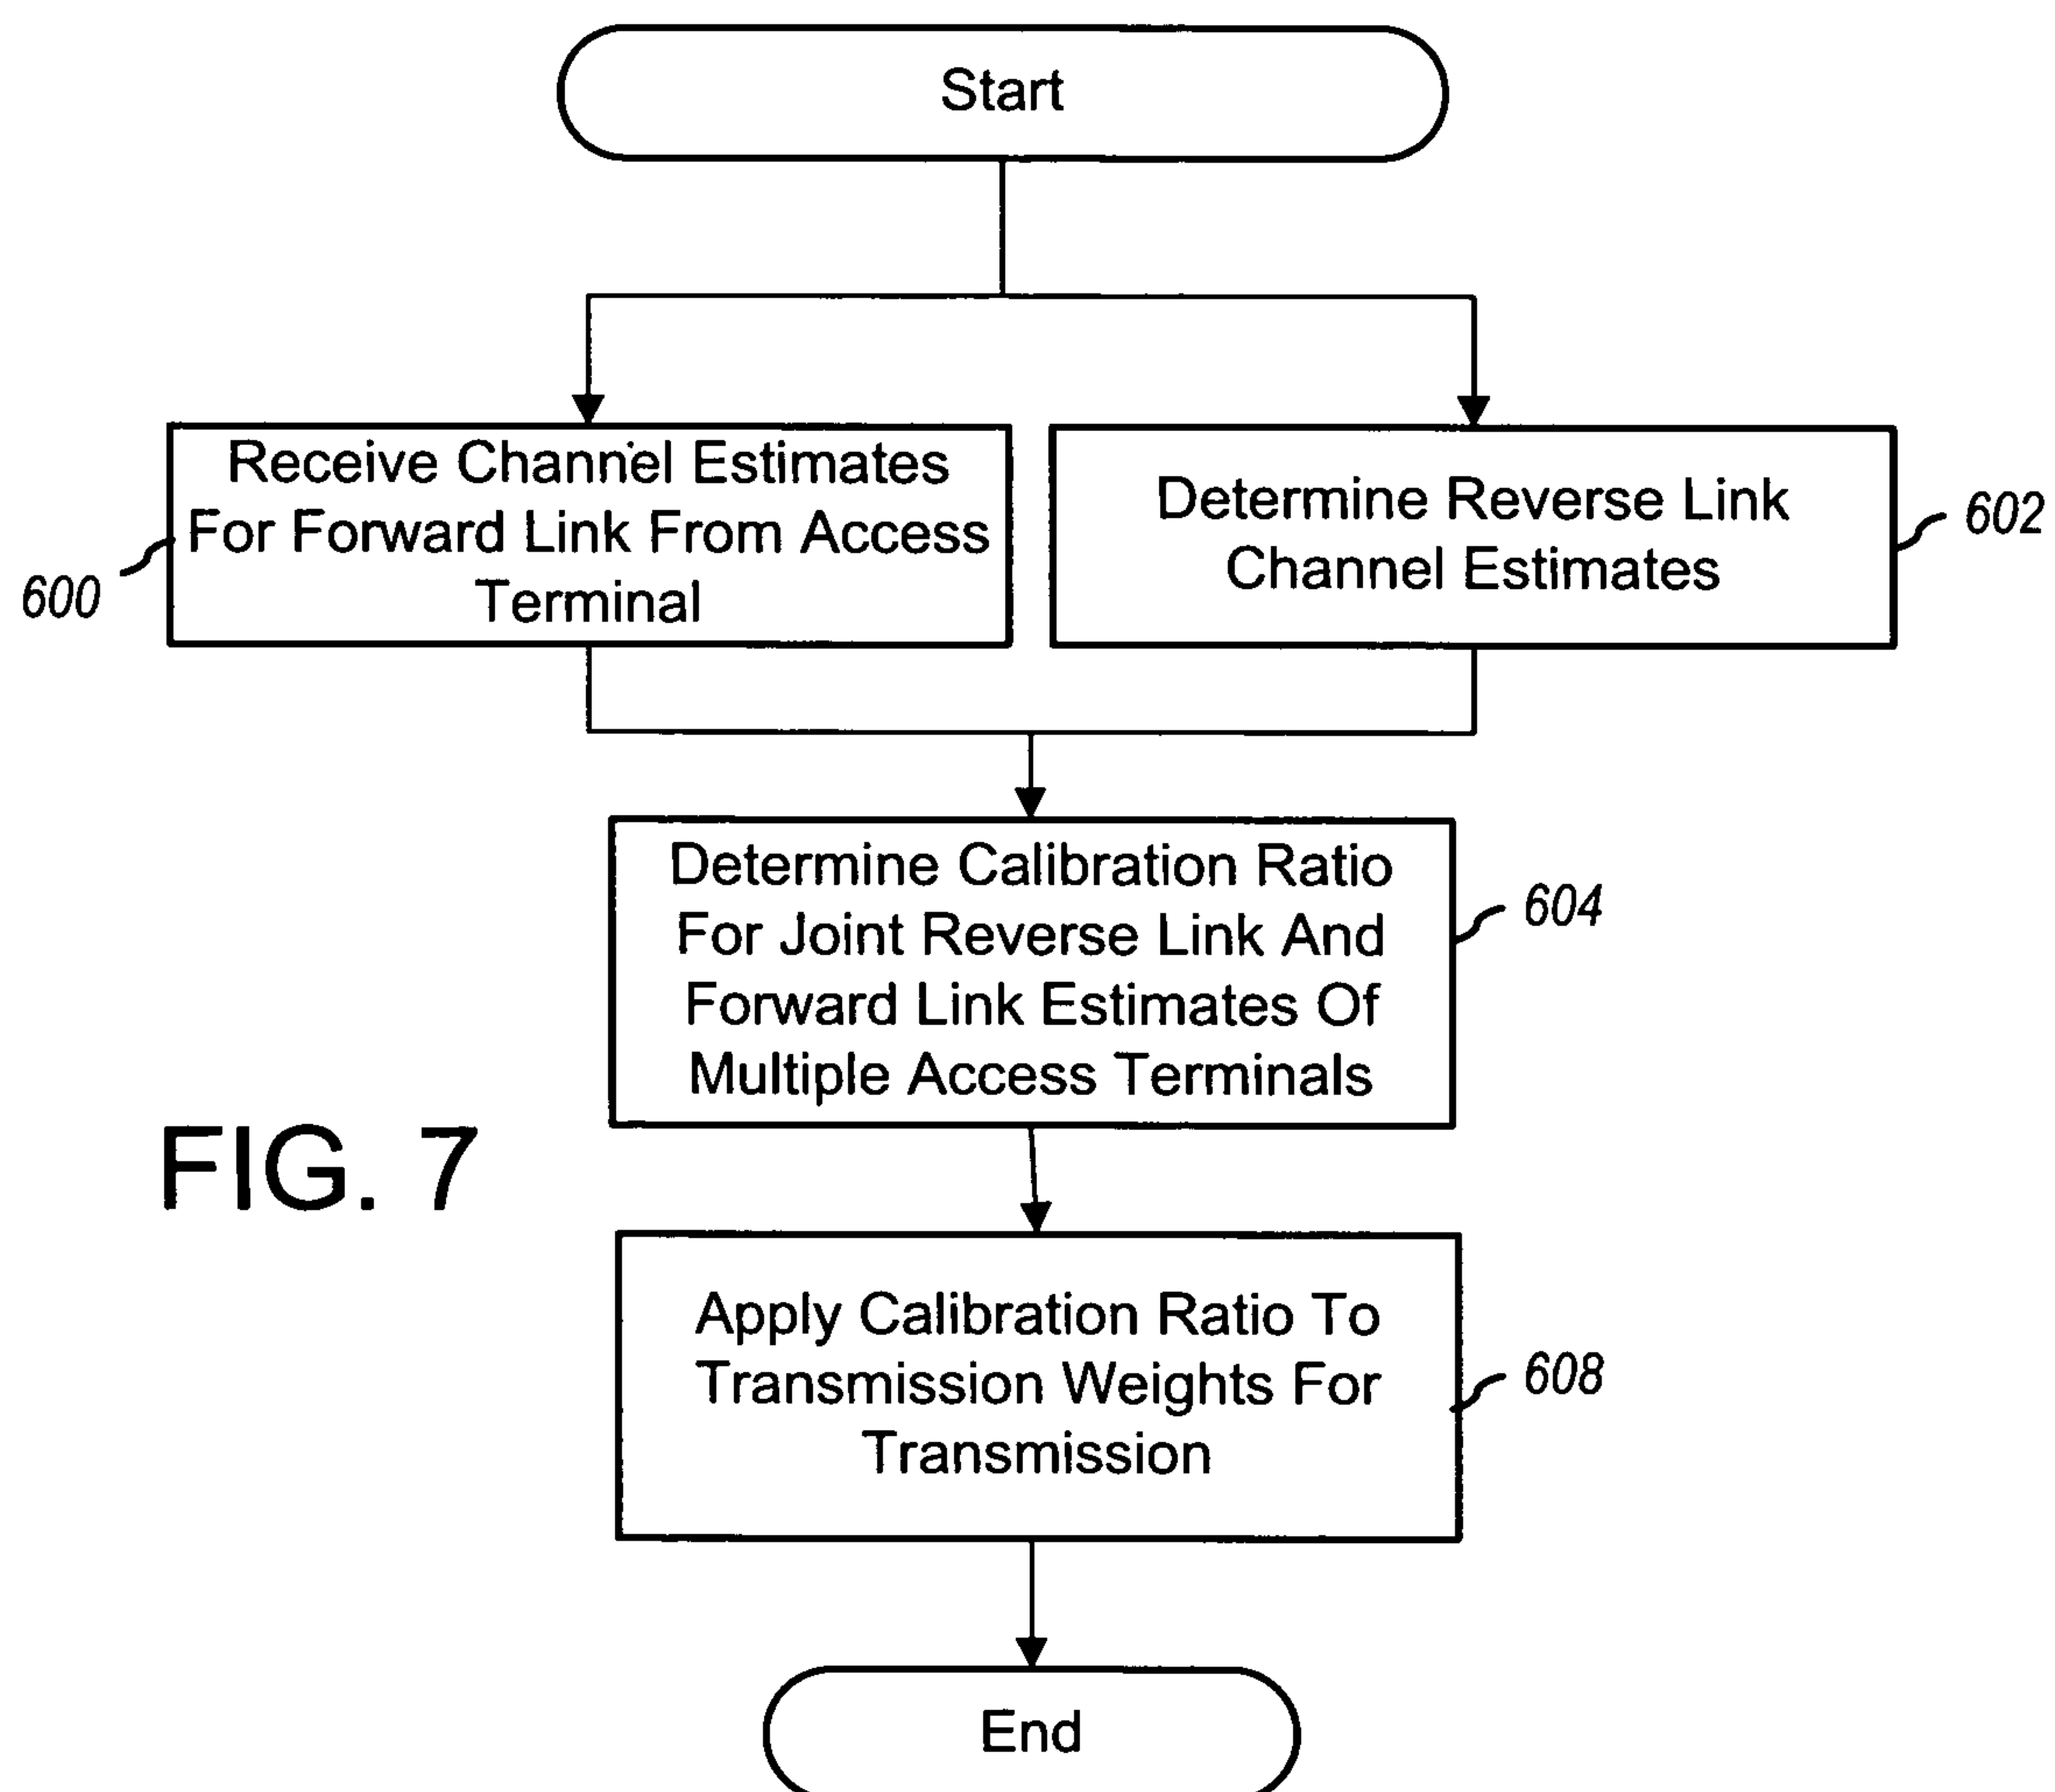 Start
Receive Channel Estimates
For Forward Link From Access
Terminal
600
Determine Reverse Link
Channel Estimates
602
Determine Calibration Ratio
For Joint Reverse Link And
Forward Link Estimates Of
Multiple Access Terminals
604
FIG. 7
Apply Calibration Ratio To
Transmission Weights For
Transmission
608
End